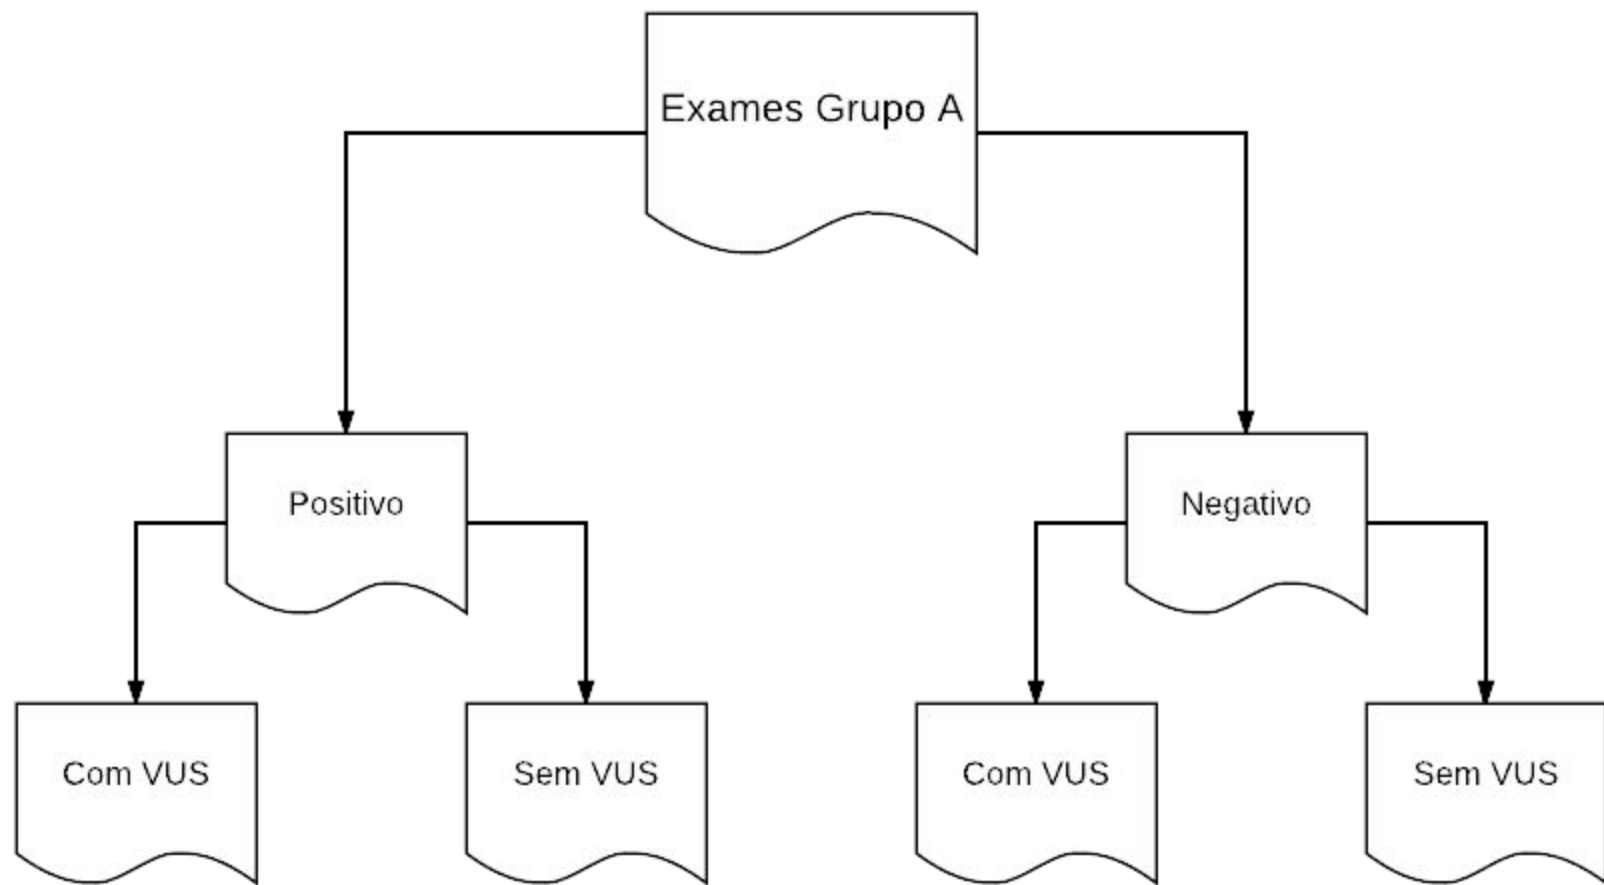 Exames Grupo A
Positivo
Negativo
Com VUS
Sem VUS
Com VUS
Sem VUS